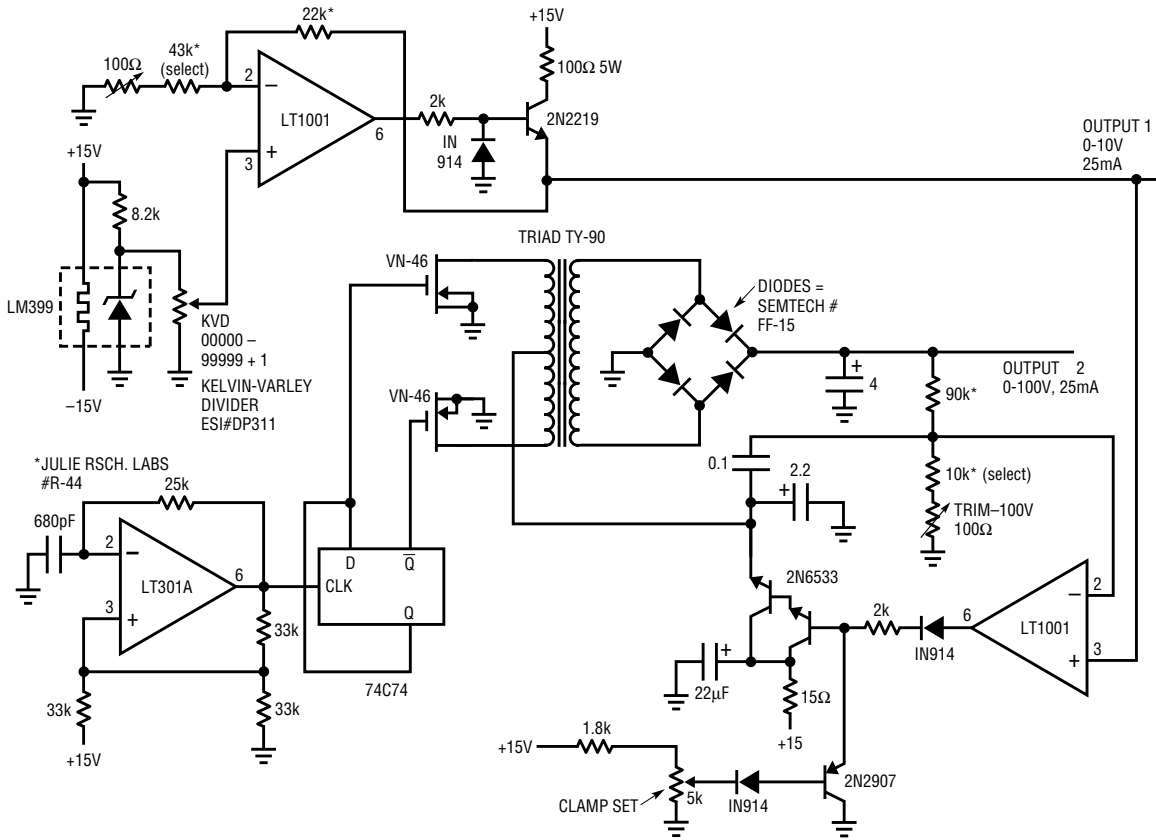 +15V
22k*
43k*
(select)
100Ω
100Ω 5W
2
–
LT1001
6
2k
2N2219
+
3
IN
914
OUTPUT 1
0-10V
25mA
+15V
8.2k
LM399
–15V
KVD
00000 –
99999 + 1
KELVIN-VARLEY
DIVIDER
ESI#DP311
TRIAD TY-90
VN-46
DIODES =
SEMTECH #
FF-15
VN-46
+
4
OUTPUT 2
0-100V, 25mA
90k*
*JULIE RSCH. LABS
#R-44
25k
680pF
2
–
LT301A
6
3
+
33k
33k
33k
+15V
D
Q
CLK
Q
74C74
0.1
+
2.2
10k* (select)
TRIM–100V
100Ω
2N6533
2k
IN914
6
2
–
LT1001
+
3
+
22µF
15Ω
+15
+15V
1.8k
5k
CLAMP SET
IN914
2N2907